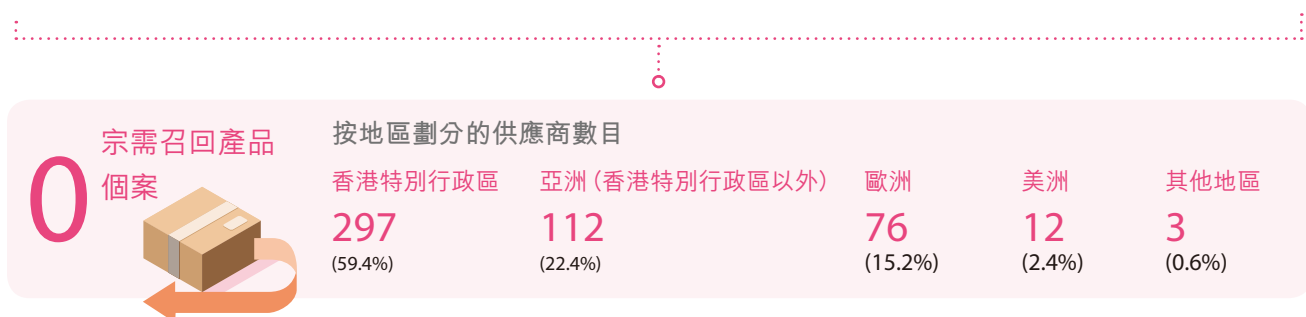 0
宗需召回產品
個案
按地區劃分的供應商數目
香港特別行政區 亞洲（香港特別行政區以外） 歐洲 美洲 其他地區
297 112 76 12 3
(59.4%) (22.4%) (15.2%) (2.4%) (0.6%)